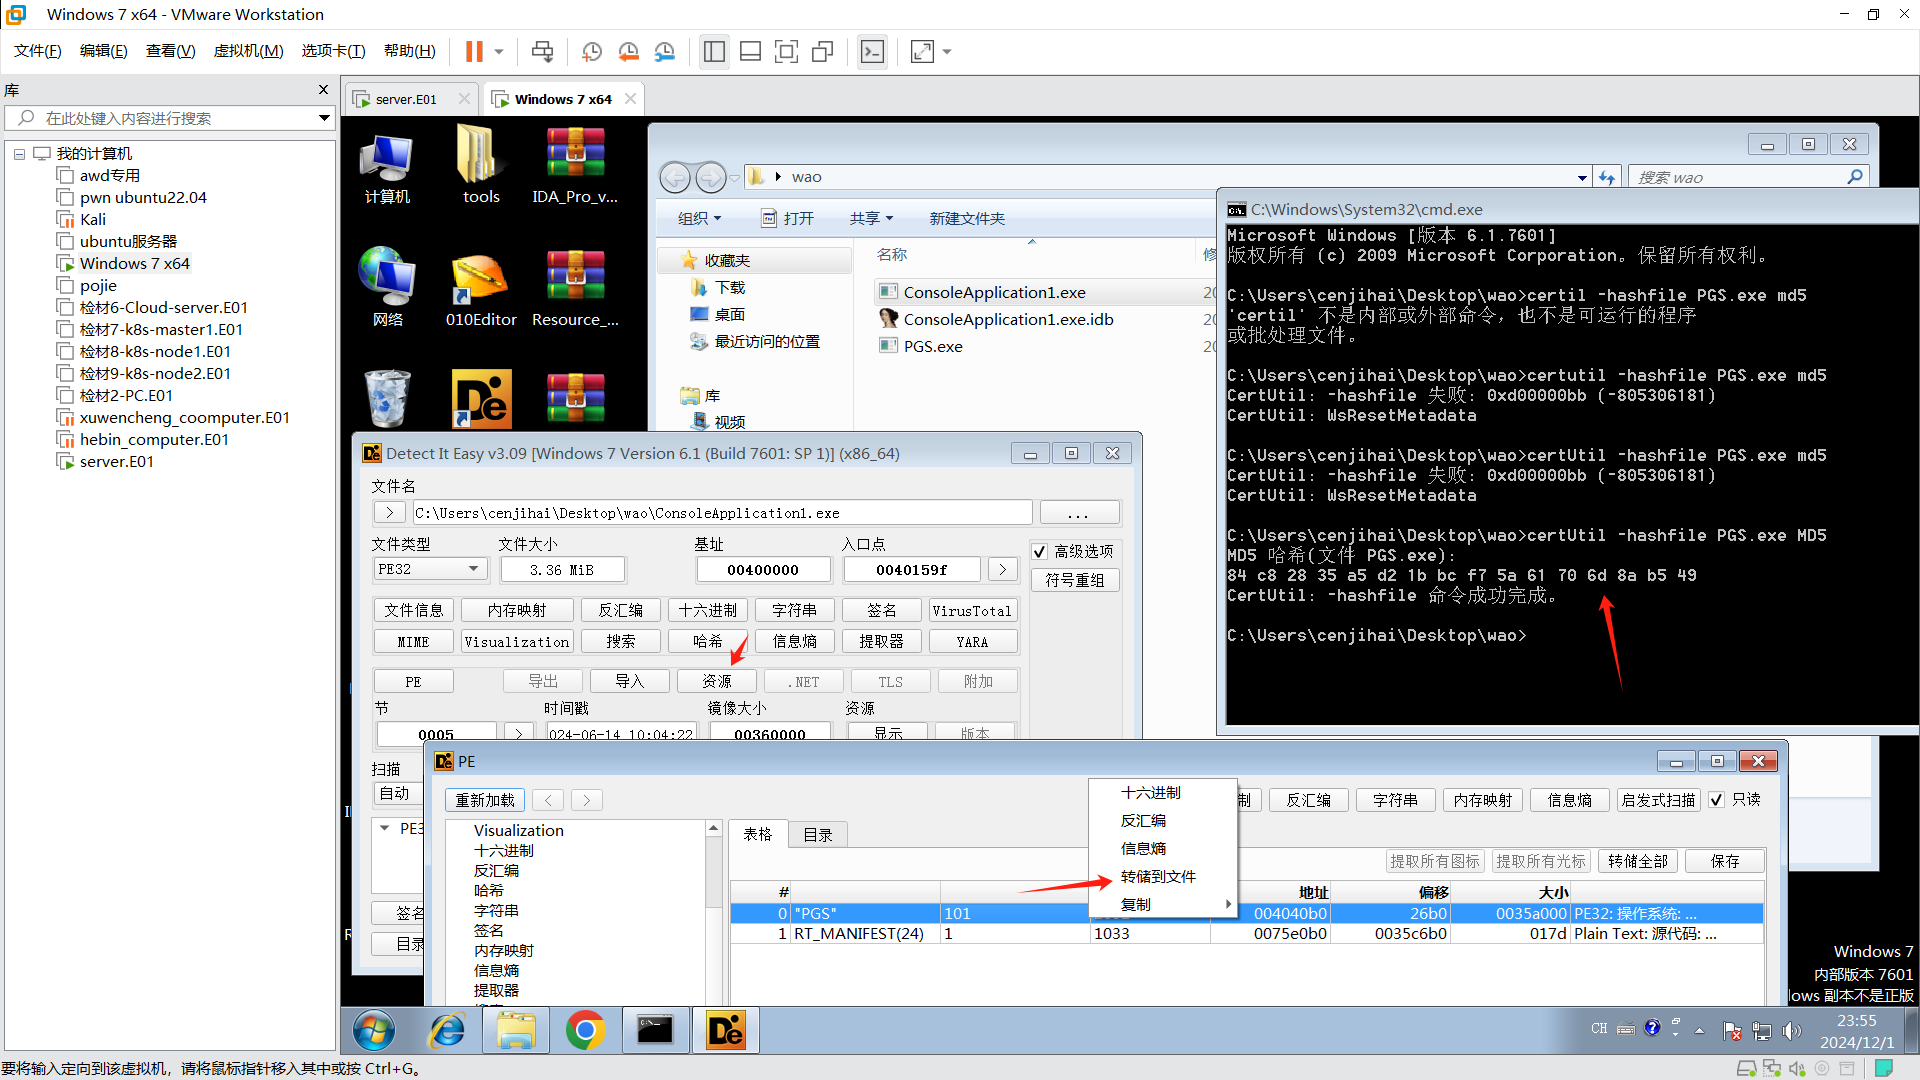 Windows 7 x64 - VMware Workstation
文件(F) 编辑(E) 查看(V) 虚拟机(M) 选项卡(T) 帮助(H)
库
在此处键入内容进行搜索
我的计算机
awd专用
pwn ubuntu22.04
Kali
ubuntu服务器
Windows 7 x64
pojie
检材6-Cloud-server.E01
检材7-k8s-master1.E01
检材8-k8s-node1.E01
检材9-k8s-node2.E01
检材2-PC.E01
xuwencheng_coomputer.E01
hebin_computer.E01
server.E01
server.E01
Windows 7 x64
计算机
tools
IDA_Pro_v...
网络
010Editor
Resource_...
wao
搜索 wao
组织 打开 共享 新建文件夹
收藏夹
下载
桌面
最近访问的位置
库
视频
名称
修
ConsoleApplication1.exe 20
ConsoleApplication1.exe.idb 20
PGS.exe 20
C:\Windows\System32\cmd.exe
Microsoft Windows [版本 6.1.7601]
版权所有 (c) 2009 Microsoft Corporation。保留所有权利。
C:\Users\cenjihai\Desktop\wao>certil -hashfile PGS.exe md5
'certil' 不是内部或外部命令，也不是可运行的程序
或批处理文件。
C:\Users\cenjihai\Desktop\wao>certutil -hashfile PGS.exe md5
CertUtil: -hashfile 失败: 0xd00000bb (-805306181)
CertUtil: WsResetMetadata
C:\Users\cenjihai\Desktop\wao>certUtil -hashfile PGS.exe md5
CertUtil: -hashfile 失败: 0xd00000bb (-805306181)
CertUtil: WsResetMetadata
C:\Users\cenjihai\Desktop\wao>certUtil -hashfile PGS.exe MD5
MD5 哈希(文件 PGS.exe):
84 c8 28 35 a5 d2 1b bc f7 5a 61 70 6d 8a b5 49
CertUtil: -hashfile 命令成功完成。
C:\Users\cenjihai\Desktop\wao>
Detect It Easy v3.09 [Windows 7 Version 6.1 (Build 7601: SP 1)] (x86_64)
文件名
> C:\Users\cenjihai\Desktop\wao\ConsoleApplication1.exe ...
文件类型 文件大小 基址 入口点
PE32 3.36 MiB 00400000 0040159f >
高级选项
符号重组
文件信息 内存映射 反汇编 十六进制 字符串 签名 VirusTotal
MIME Visualization 搜索 哈希 信息熵 提取器 YARA
PE 导出 导入 资源 .NET TLS 附加
节 时间戳 镜像大小 资源
0005 > 024-06-14 10:04:22 00360000 显示 版本
扫描
自动
PE3
签名
目录
PE
重新加载 < >
制 反汇编 字符串 内存映射 信息熵 启发式扫描 只读
Visualization
十六进制
反汇编
哈希
字符串
签名
内存映射
信息熵
提取器
表格 目录
提取所有图标 提取所有光标 转储全部 保存
十六进制
反汇编
信息熵
转储到文件
复制
# 地址 偏移 大小
0 "PGS" 101 004040b0 26b0 0035a000 PE32: 操作系统: ...
1 RT_MANIFEST(24) 1 1033 0075e0b0 0035c6b0 017d Plain Text: 源代码: ...
Windows 7
内部版本 7601
lows 副本不是正版
CH
23:55
2024/12/1
要将输入定向到该虚拟机，请将鼠标指针移入其中或按 Ctrl+G。